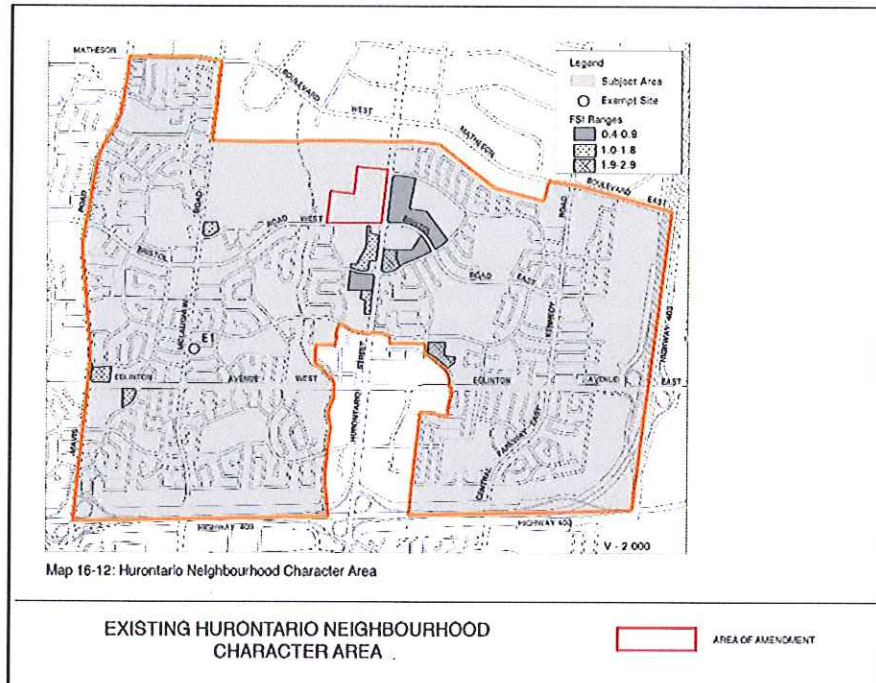 MATHESON
BOULEVARD
WEST
MATHESON
BOULEVARD
EAST
Legend
Subject Area
Exempt Site
FSI Ranges
0.4-0.9
1.0-1.8
1.9-2.9
ROAD
ROAD
ROAD
WEST
BRISTOL
BRISTOL
ROAD
EAST
ROAD
KENNEDY
HIGHWAY 403
E1
EGLINTON
AVENUE
WEST
STREET
HURONTARIO
EGLINTON
AVENUE
EAST
MAVIS
CENTRAL
PARKWAY EAST
HIGHWAY 403
HIGHWAY 403
V - 2 000
Map 16-12: Hurontario Neighbourhood Character Area
EXISTING HURONTARIO NEIGHBOURHOOD
CHARACTER AREA
AREA OF AMENDMENT